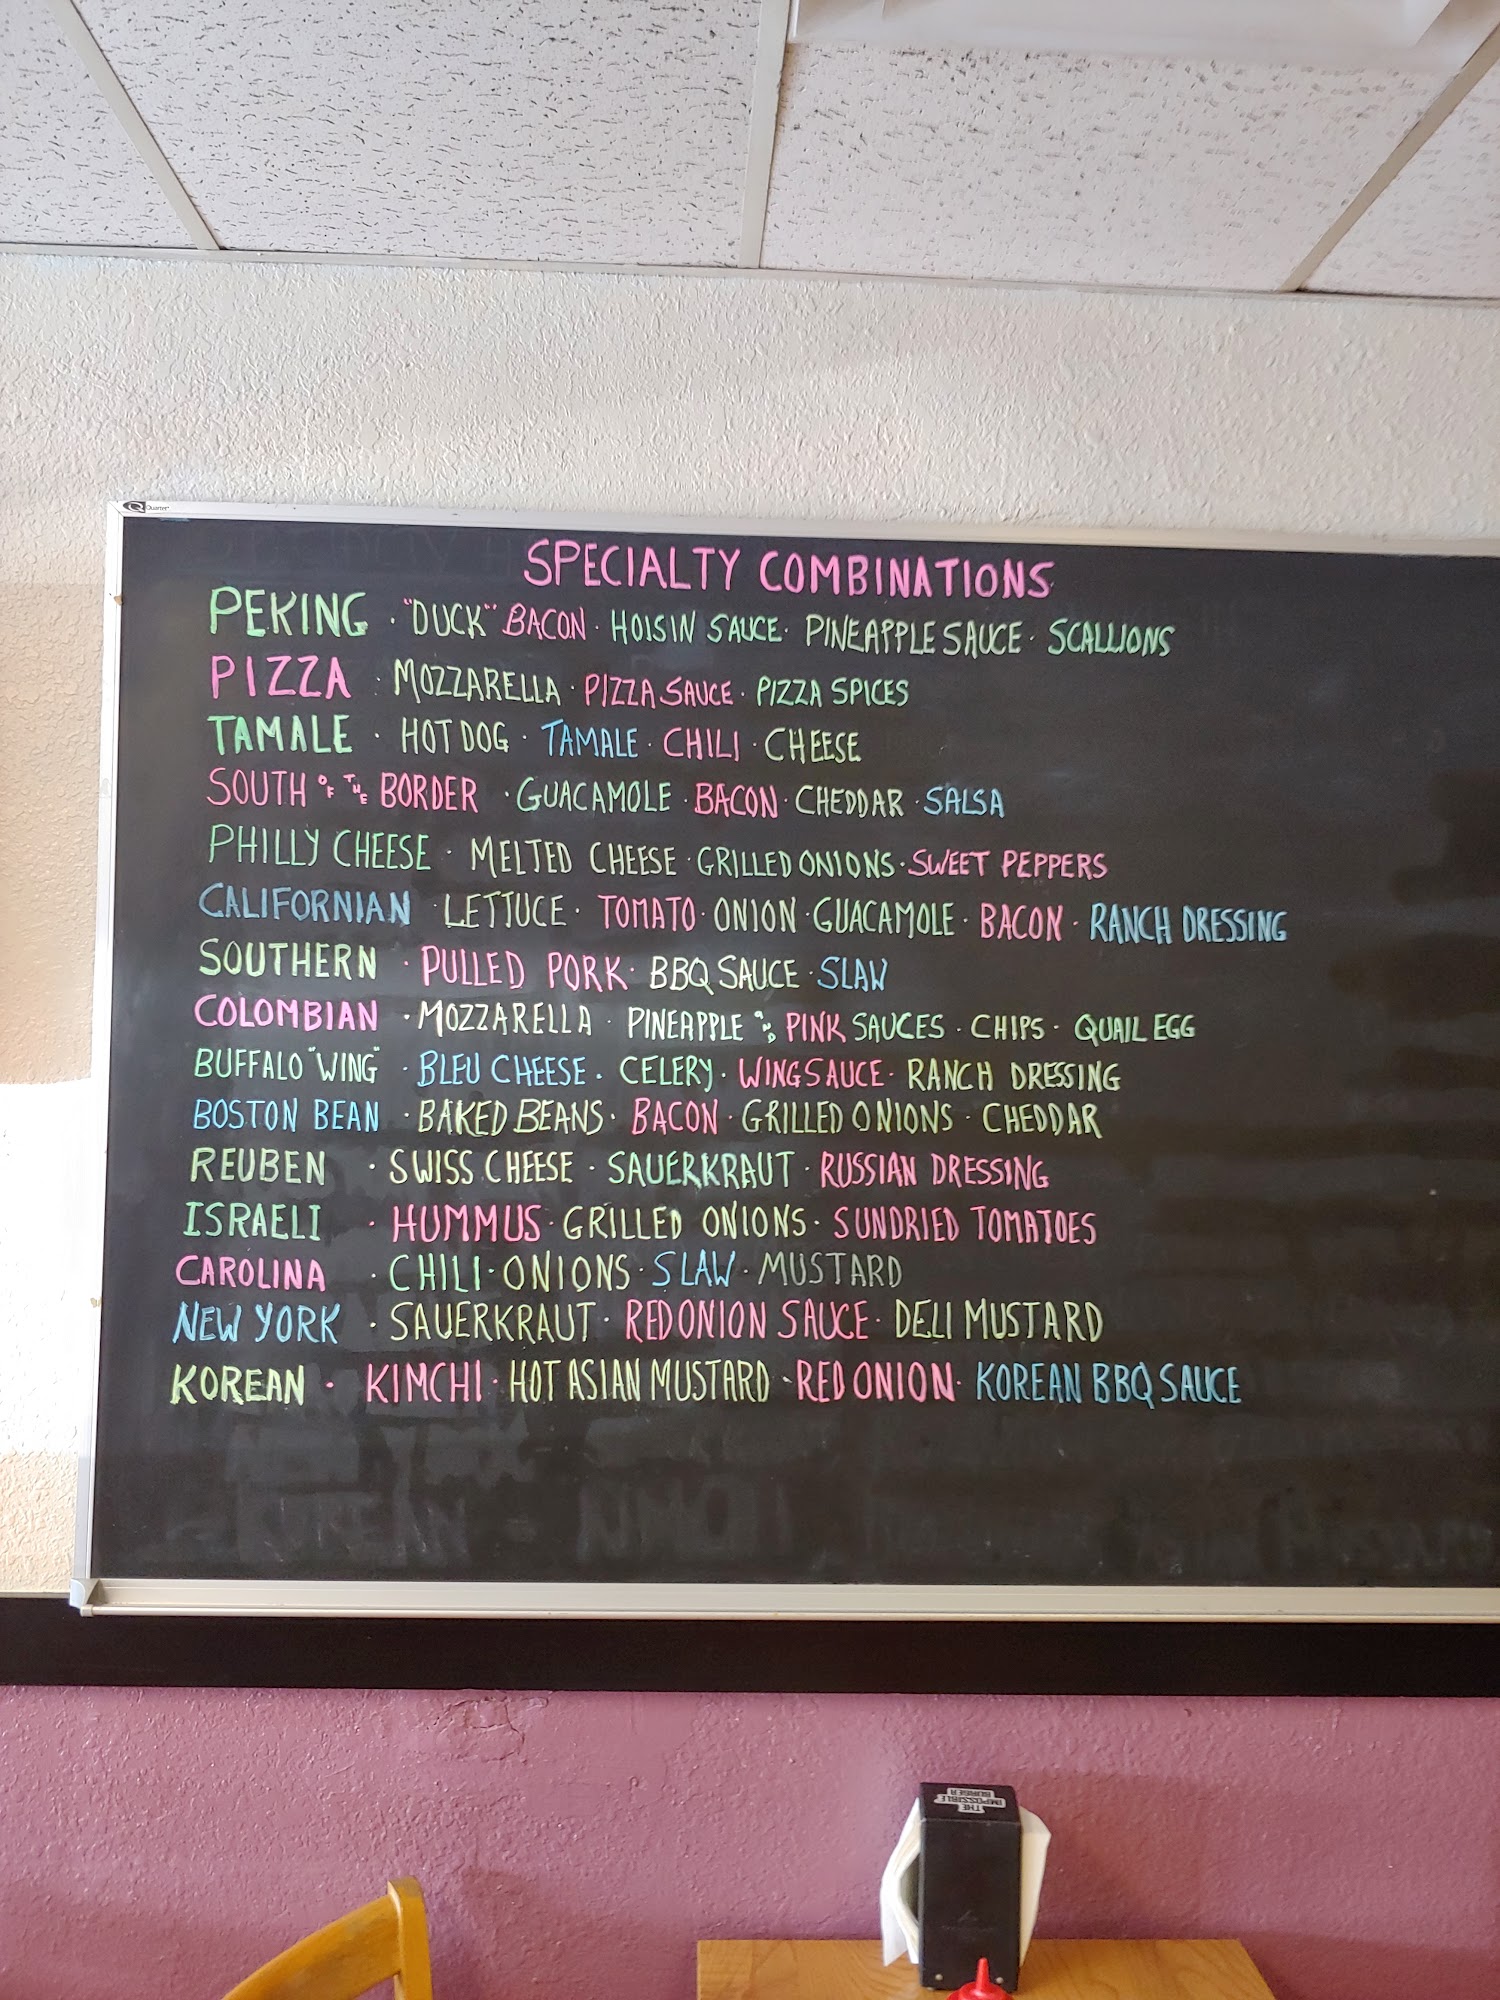 Quartet
SPECIALTY COMBINATIONS
PEKING · "DUCK" BACON · HOISIN SAUCE · PINEAPPLE SAUCE · SCALLIONS
PIZZA · MOZZARELLA · PIZZA SAUCE · PIZZA SPICES
TAMALE · HOT DOG · TAMALE · CHILI · CHEESE
SOUTH OF THE BORDER · GUACAMOLE · BACON · CHEDDAR · SALSA
PHILLY CHEESE · MELTED CHEESE · GRILLED ONIONS · SWEET PEPPERS
CALIFORNIAN · LETTUCE · TOMATO · ONION · GUACAMOLE · BACON · RANCH DRESSING
SOUTHERN · PULLED PORK · BBQ SAUCE · SLAW
COLOMBIAN · MOZZARELLA · PINEAPPLE AND PINK SAUCES · CHIPS · QUAIL EGG
BUFFALO "WING" · BLEU CHEESE · CELERY · WING SAUCE · RANCH DRESSING
BOSTON BEAN · BAKED BEANS · BACON · GRILLED ONIONS · CHEDDAR
REUBEN · SWISS CHEESE · SAUERKRAUT · RUSSIAN DRESSING
ISRAELI · HUMMUS · GRILLED ONIONS · SUNDRIED TOMATOES
CAROLINA · CHILI · ONIONS · SLAW · MUSTARD
NEW YORK · SAUERKRAUT · RED ONION SAUCE · DELI MUSTARD
KOREAN · KIMCHI · HOT ASIAN MUSTARD · RED ONION · KOREAN BBQ SAUCE
THE
IMPOSSIBLE
BURGER